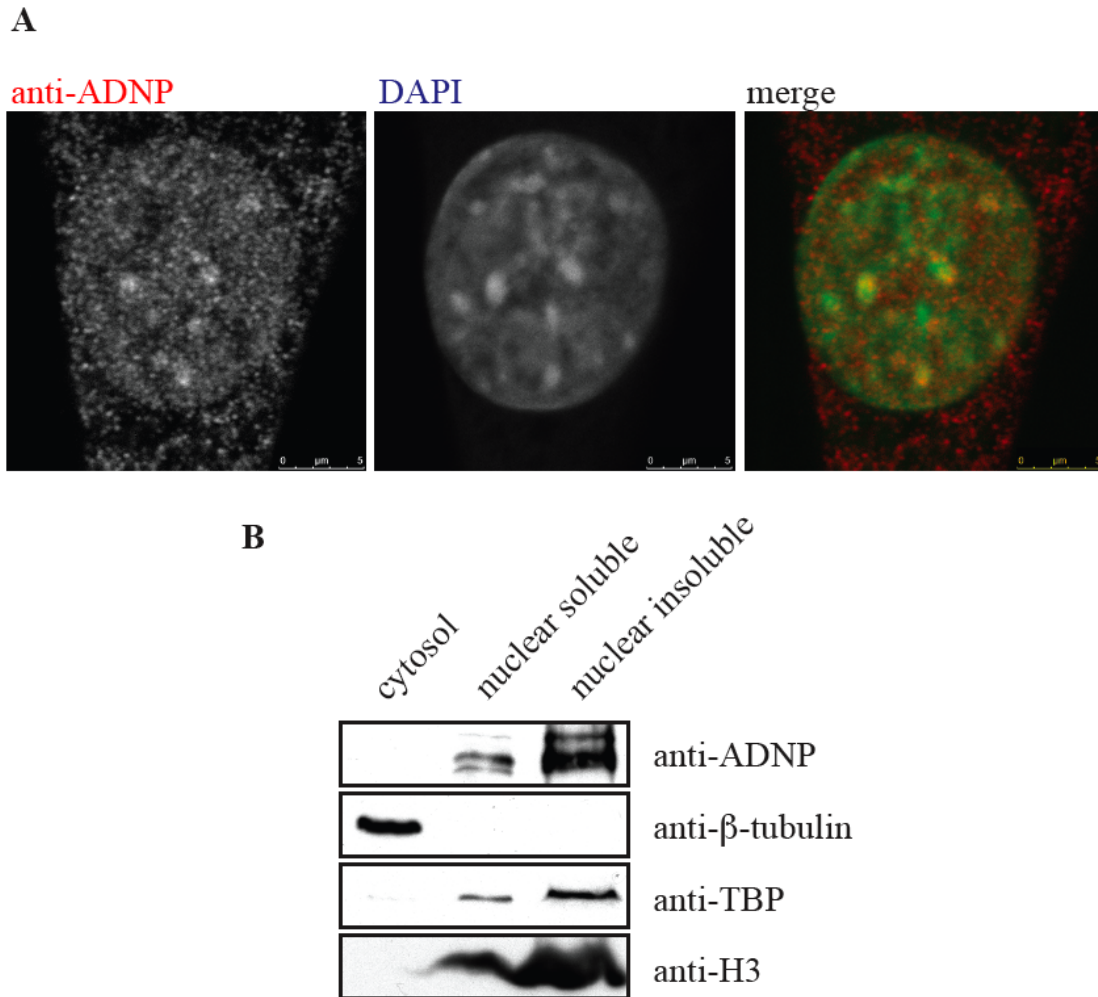 A
anti-ADNP DAPI merge
0 µm 5 0 µm 5 0 µm 5
B
cytosol
nuclear soluble
nuclear insoluble
anti-ADNP
anti-β-tubulin
anti-TBP
anti-H3